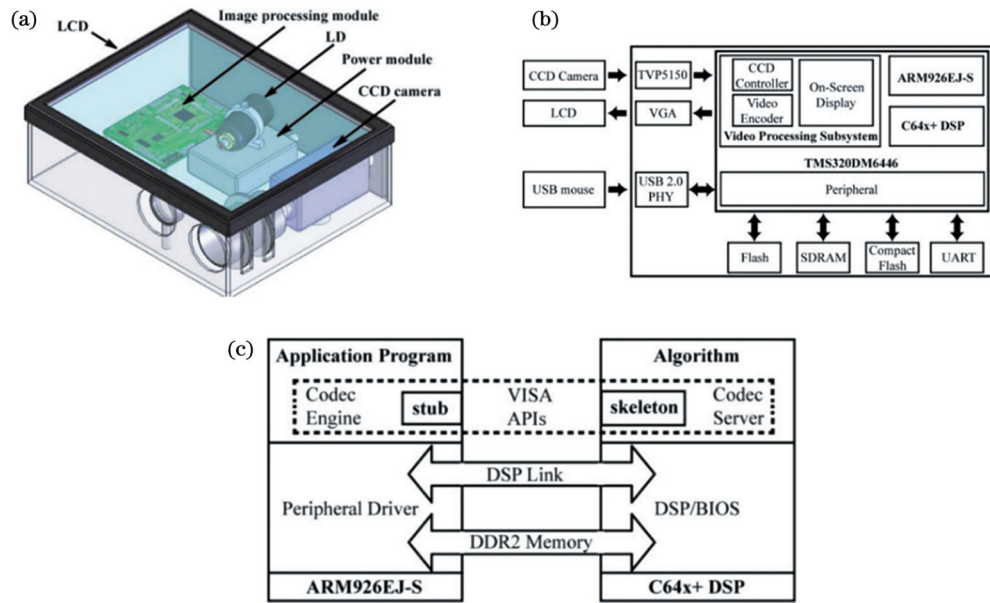 (a)
LCD
Image processing module
LD
Power module
CCD camera
(b)
CCD Camera
LCD
USB mouse
TVP5150
VGA
USB 2.0
PHY
CCD
Controller
Video
Encoder
On-Screen
Display
Video Processing Subsystem
ARM926EJ-S
C64x+ DSP
TMS320DM6446
Peripheral
Flash
SDRAM
Compact
Flash
UART
(c)
Application Program
Algorithm
Codec
Engine
stub
VISA
APIs
skeleton
Codec
Server
DSP Link
Peripheral Driver
DSP/BIOS
DDR2 Memory
ARM926EJ-S
C64x+ DSP